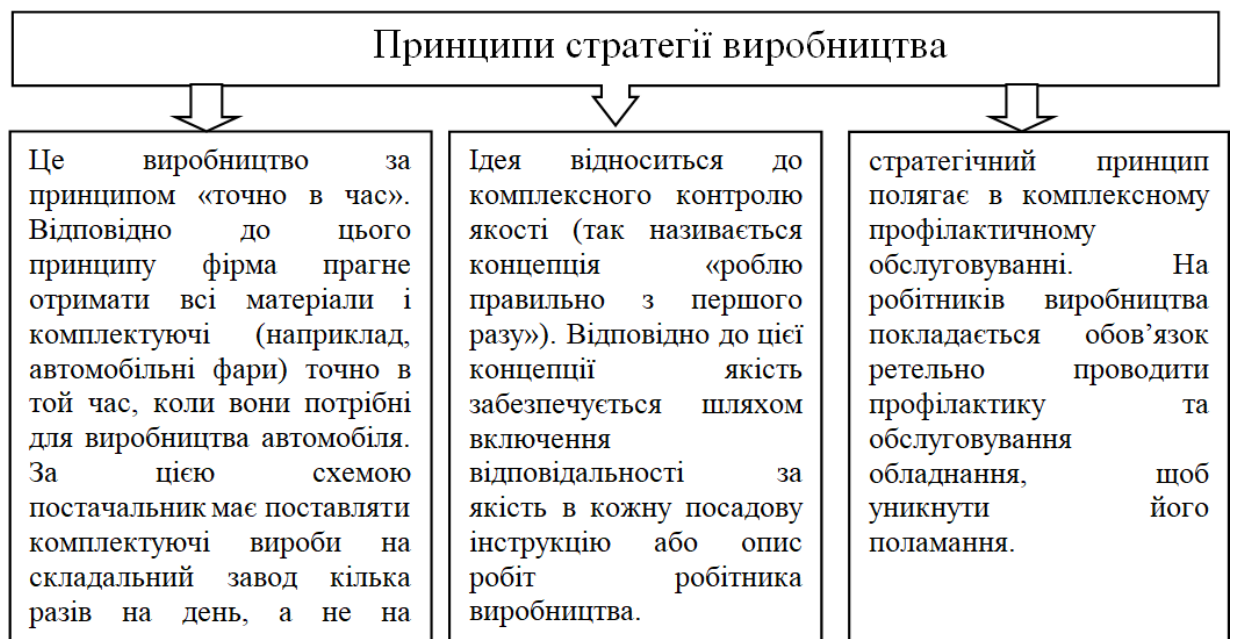 Принципи стратегії виробництва
Це виробництво за
принципом «точно в час».
Відповідно до цього
принципу фірма прагне
отримати всі матеріали і
комплектуючі (наприклад,
автомобільні фари) точно в
той час, коли вони потрібні
для виробництва автомобіля.
За цією схемою
постачальник має поставляти
комплектуючі вироби на
складальний завод кілька
разів на день, а не на
Ідея відноситься до
комплексного контролю
якості (так називається
концепція «роблю
правильно з першого
разу»). Відповідно до цієї
концепції якість
забезпечується шляхом
включення
відповідальності за
якість в кожну посадову
інструкцію або опис
робіт робітника
виробництва.
стратегічний принцип
полягає в комплексному
профілактичному
обслуговуванні. На
робітників виробництва
покладається обов’язок
ретельно проводити
профілактику та
обслуговування
обладнання, щоб
уникнути його
поламання.